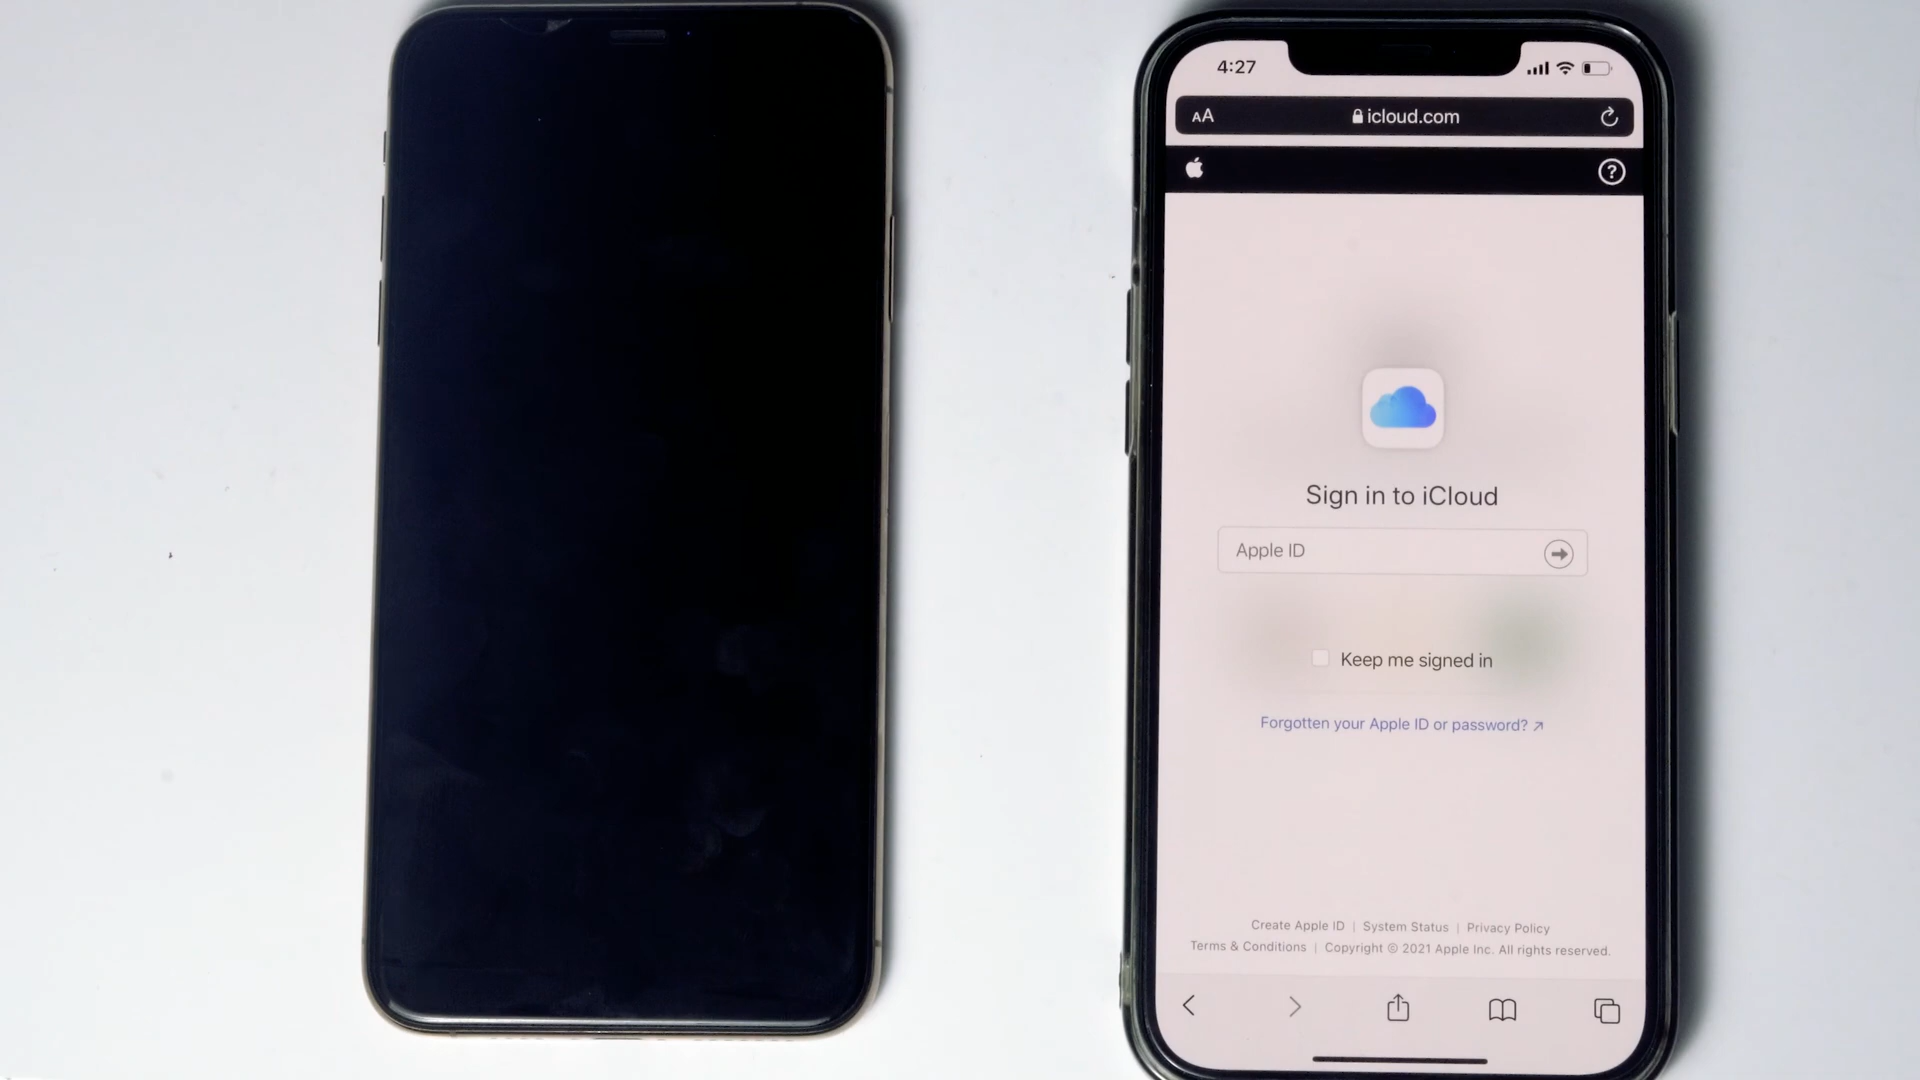 4:27
AA icloud.com
?
Sign in to iCloud
Apple ID
Keep me signed in
Forgotten your Apple ID or password? ↗
Create Apple ID | System Status | Privacy Policy
Terms & Conditions | Copyright © 2021 Apple Inc. All rights reserved.